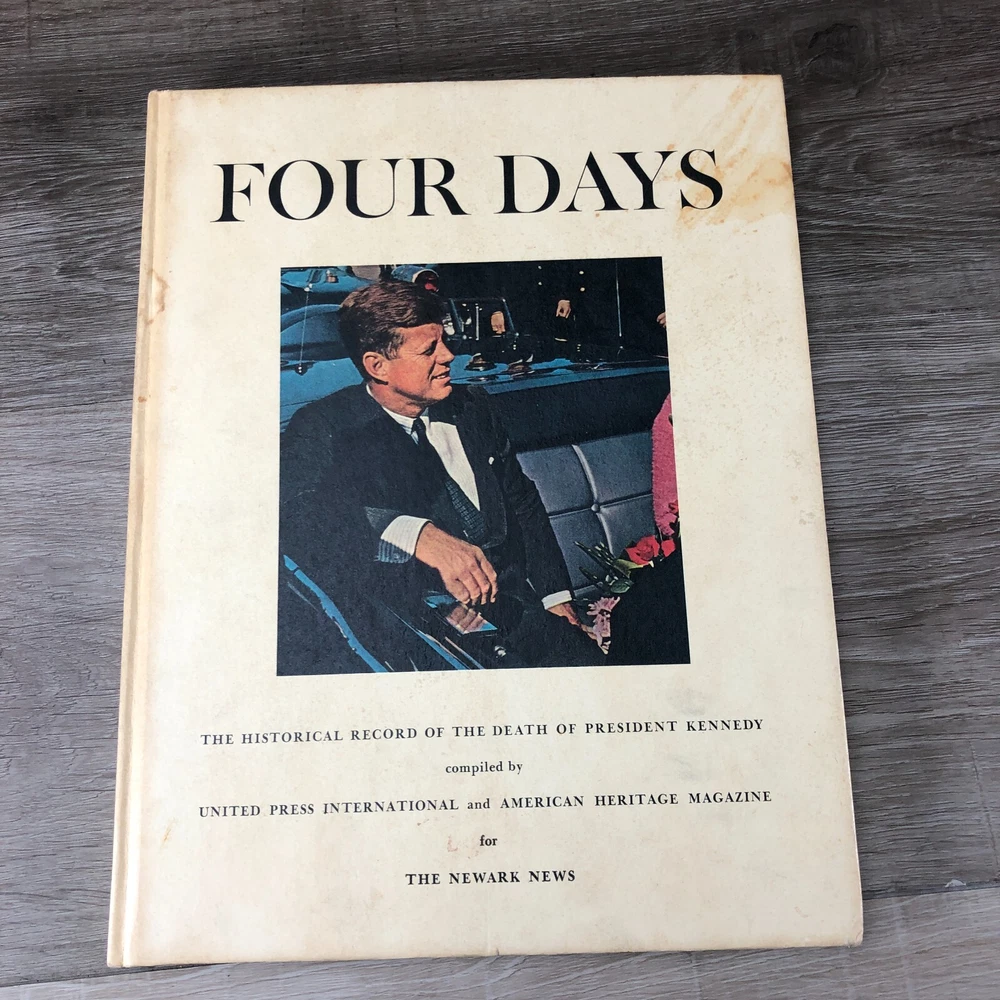 FOUR DAYS
THE HISTORICAL RECORD OF THE DEATH OF PRESIDENT KENNEDY
compiled by
UNITED PRESS INTERNATIONAL and AMERICAN HERITAGE MAGAZINE
for
THE NEWARK NEWS